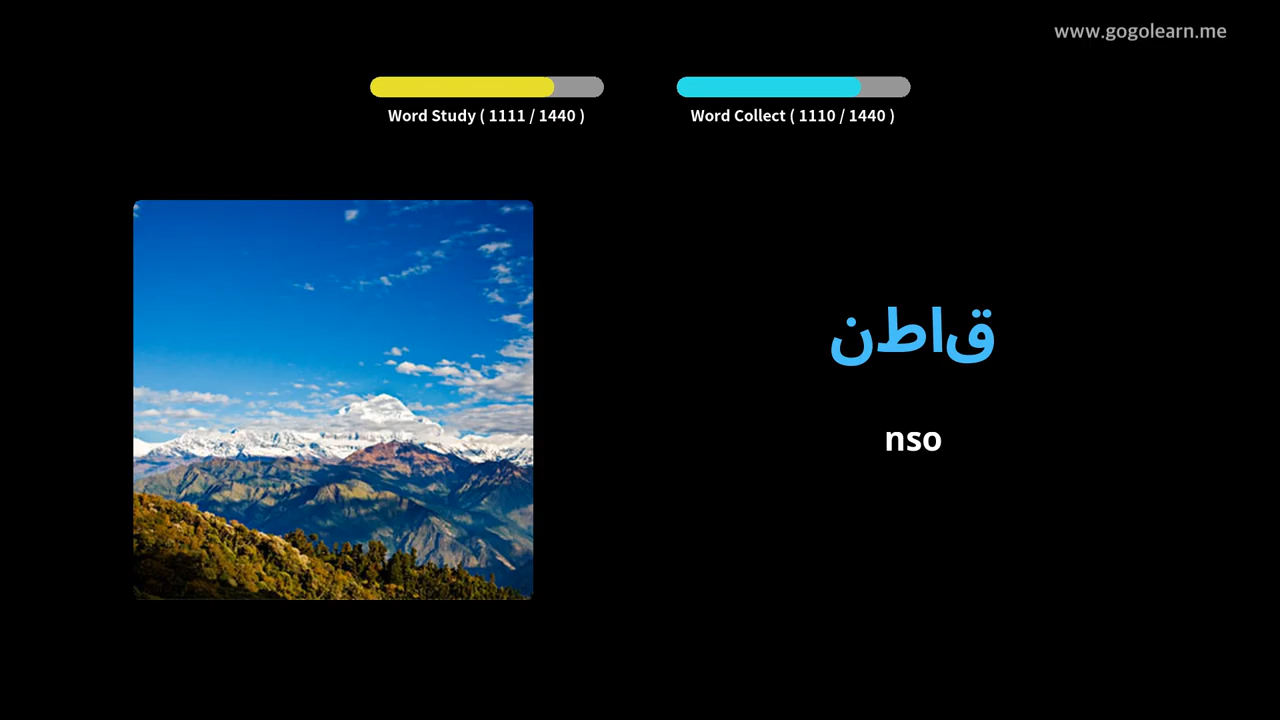 www.gogolearn.me
Word Study ( 1111 / 1440 )
Word Collect ( 1110 / 1440 )
قاطن
nso